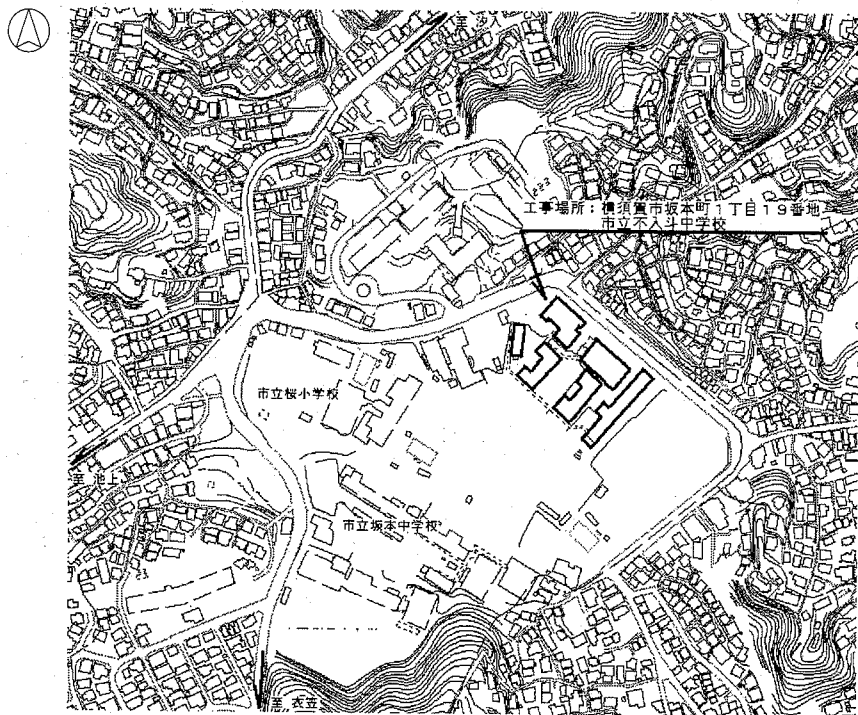 至 汐入
工事場所：横須賀市坂本町１丁目１９番地
市立不入斗中学校
市立桜小学校
至 池上
市立坂本中学校
至 衣笠